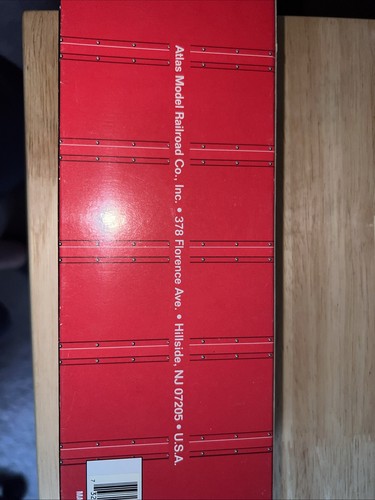 Atlas Model Railroad Co., Inc. • 378 Florence Ave. • Hillside, NJ 07205 • U.S.A.